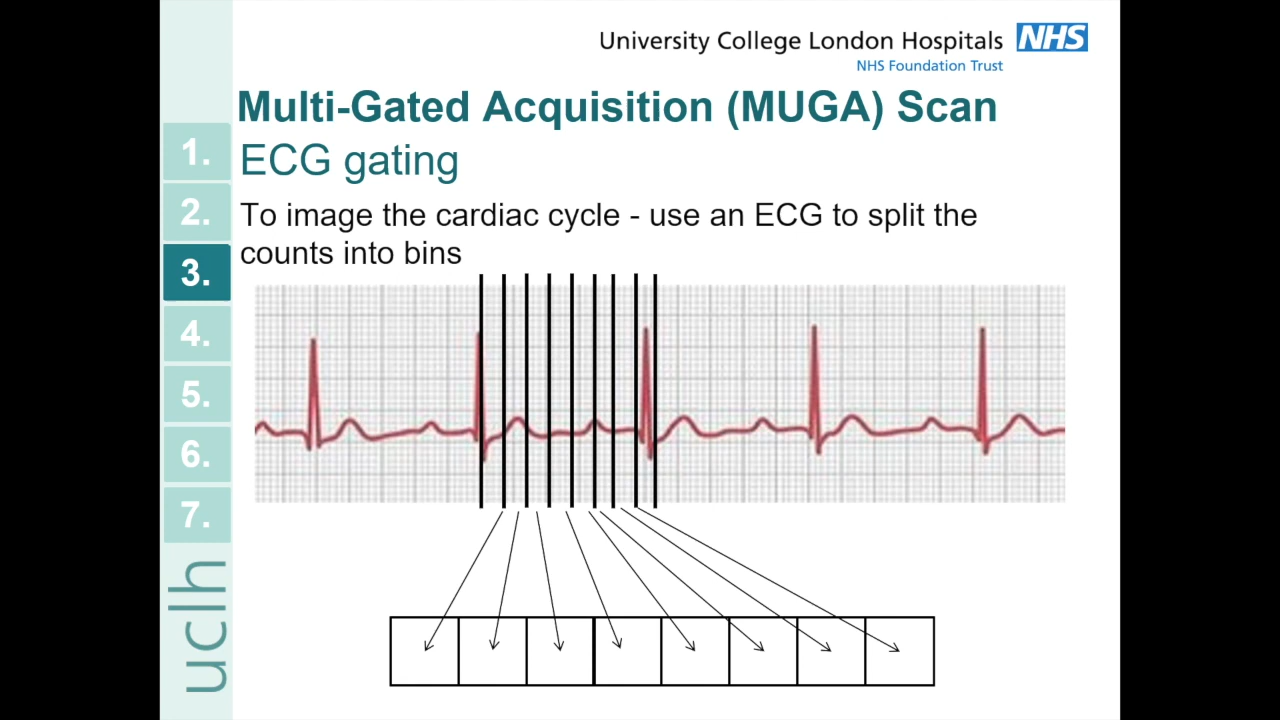 University College London Hospitals NHS
NHS Foundation Trust
Multi-Gated Acquisition (MUGA) Scan
ECG gating
To image the cardiac cycle - use an ECG to split the
counts into bins
1.
2.
3.
4.
5.
6.
7.
uclh